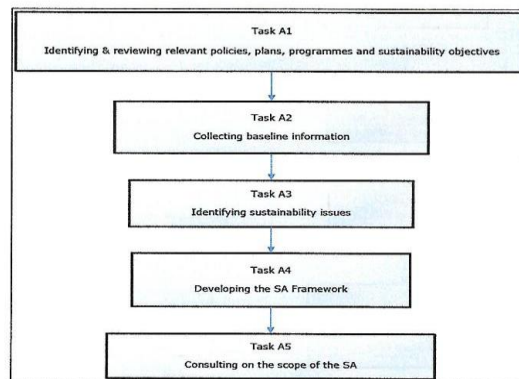 Task A1
Identifying & reviewing relevant policies, plans, programmes and sustainability objectives
Task A2
Collecting baseline information
Task A3
Identifying sustainability issues
Task A4
Developing the SA Framework
Task A5
Consulting on the scope of the SA